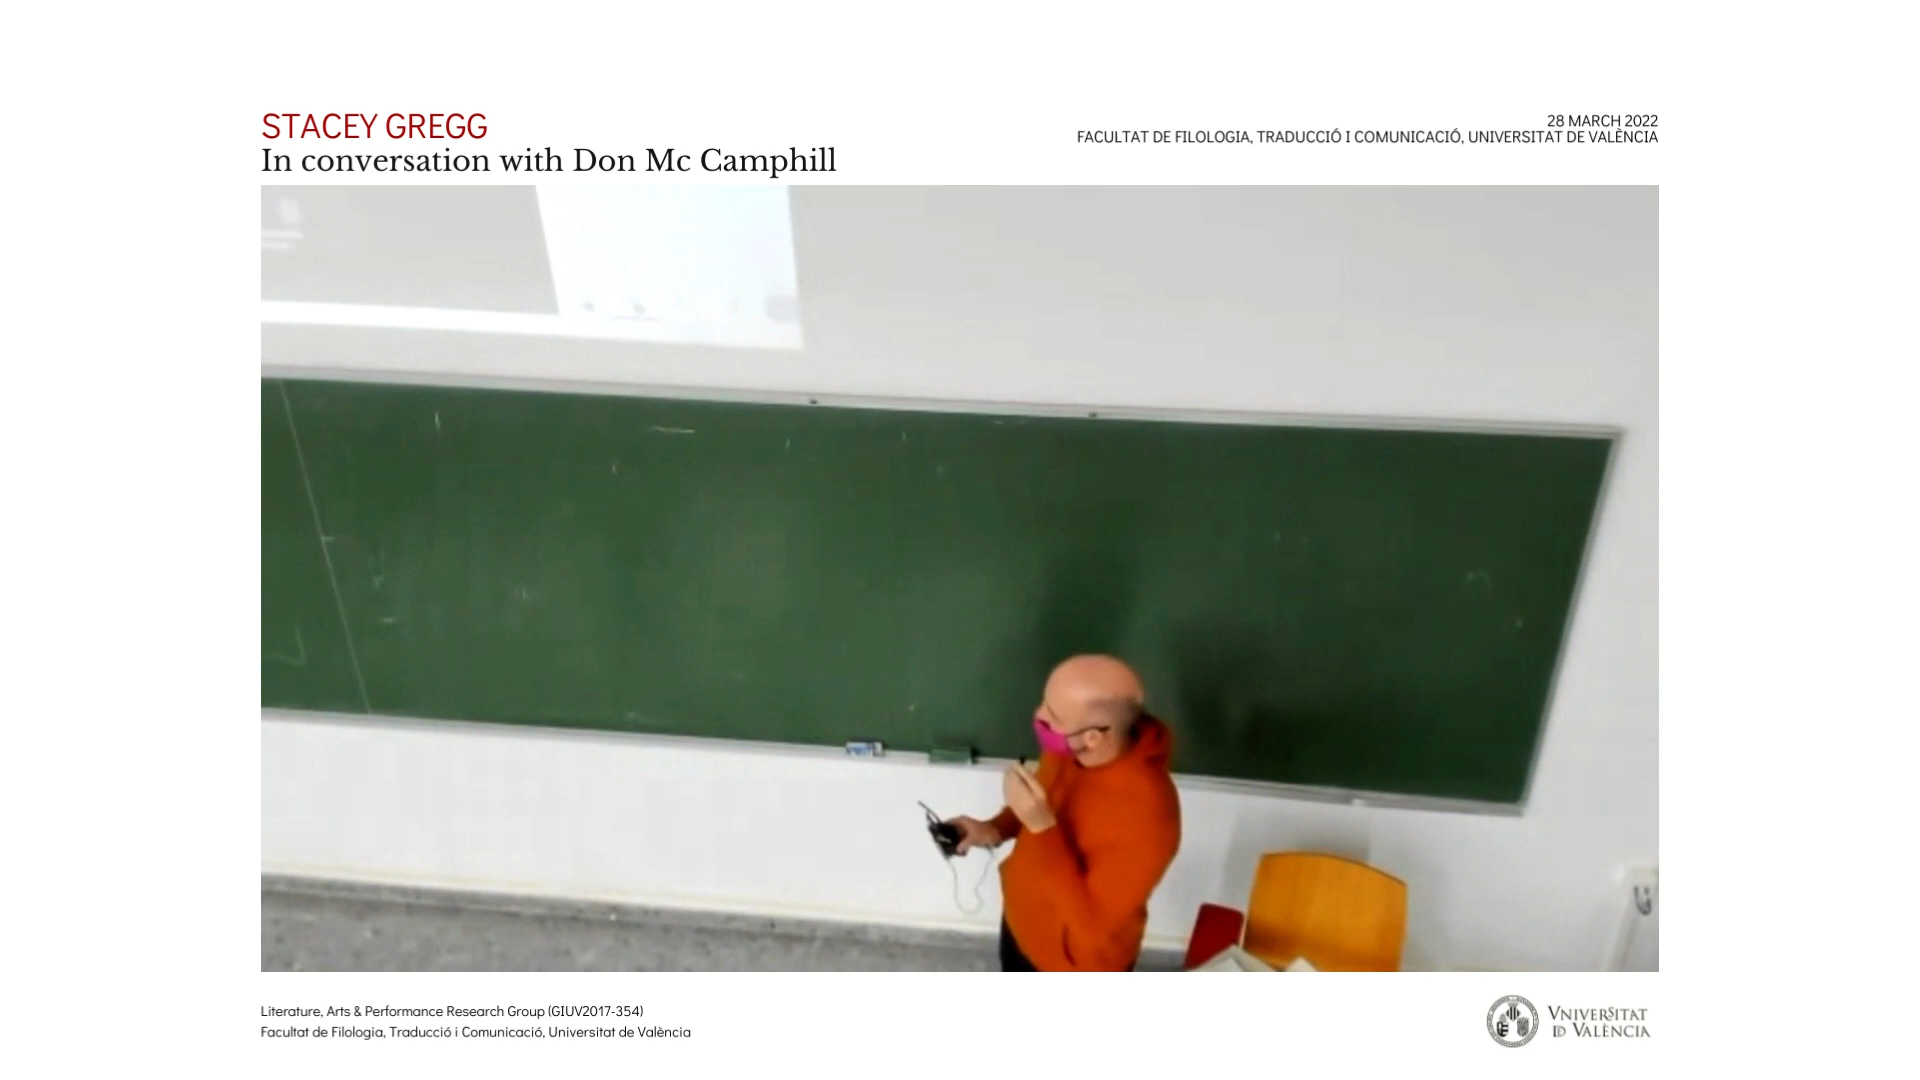 STACEY GREGG
In conversation with Don Mc Camphill
28 MARCH 2022
FACULTAT DE FILOLOGIA, TRADUCCIÓ I COMUNICACIÓ, UNIVERSITAT DE VALÈNCIA
Literature, Arts & Performance Research Group (GIUV2017-354)
Facultat de Filologia, Traducció i Comunicació, Universitat de València
VNIVERSITAT
ID VALÈNCIA